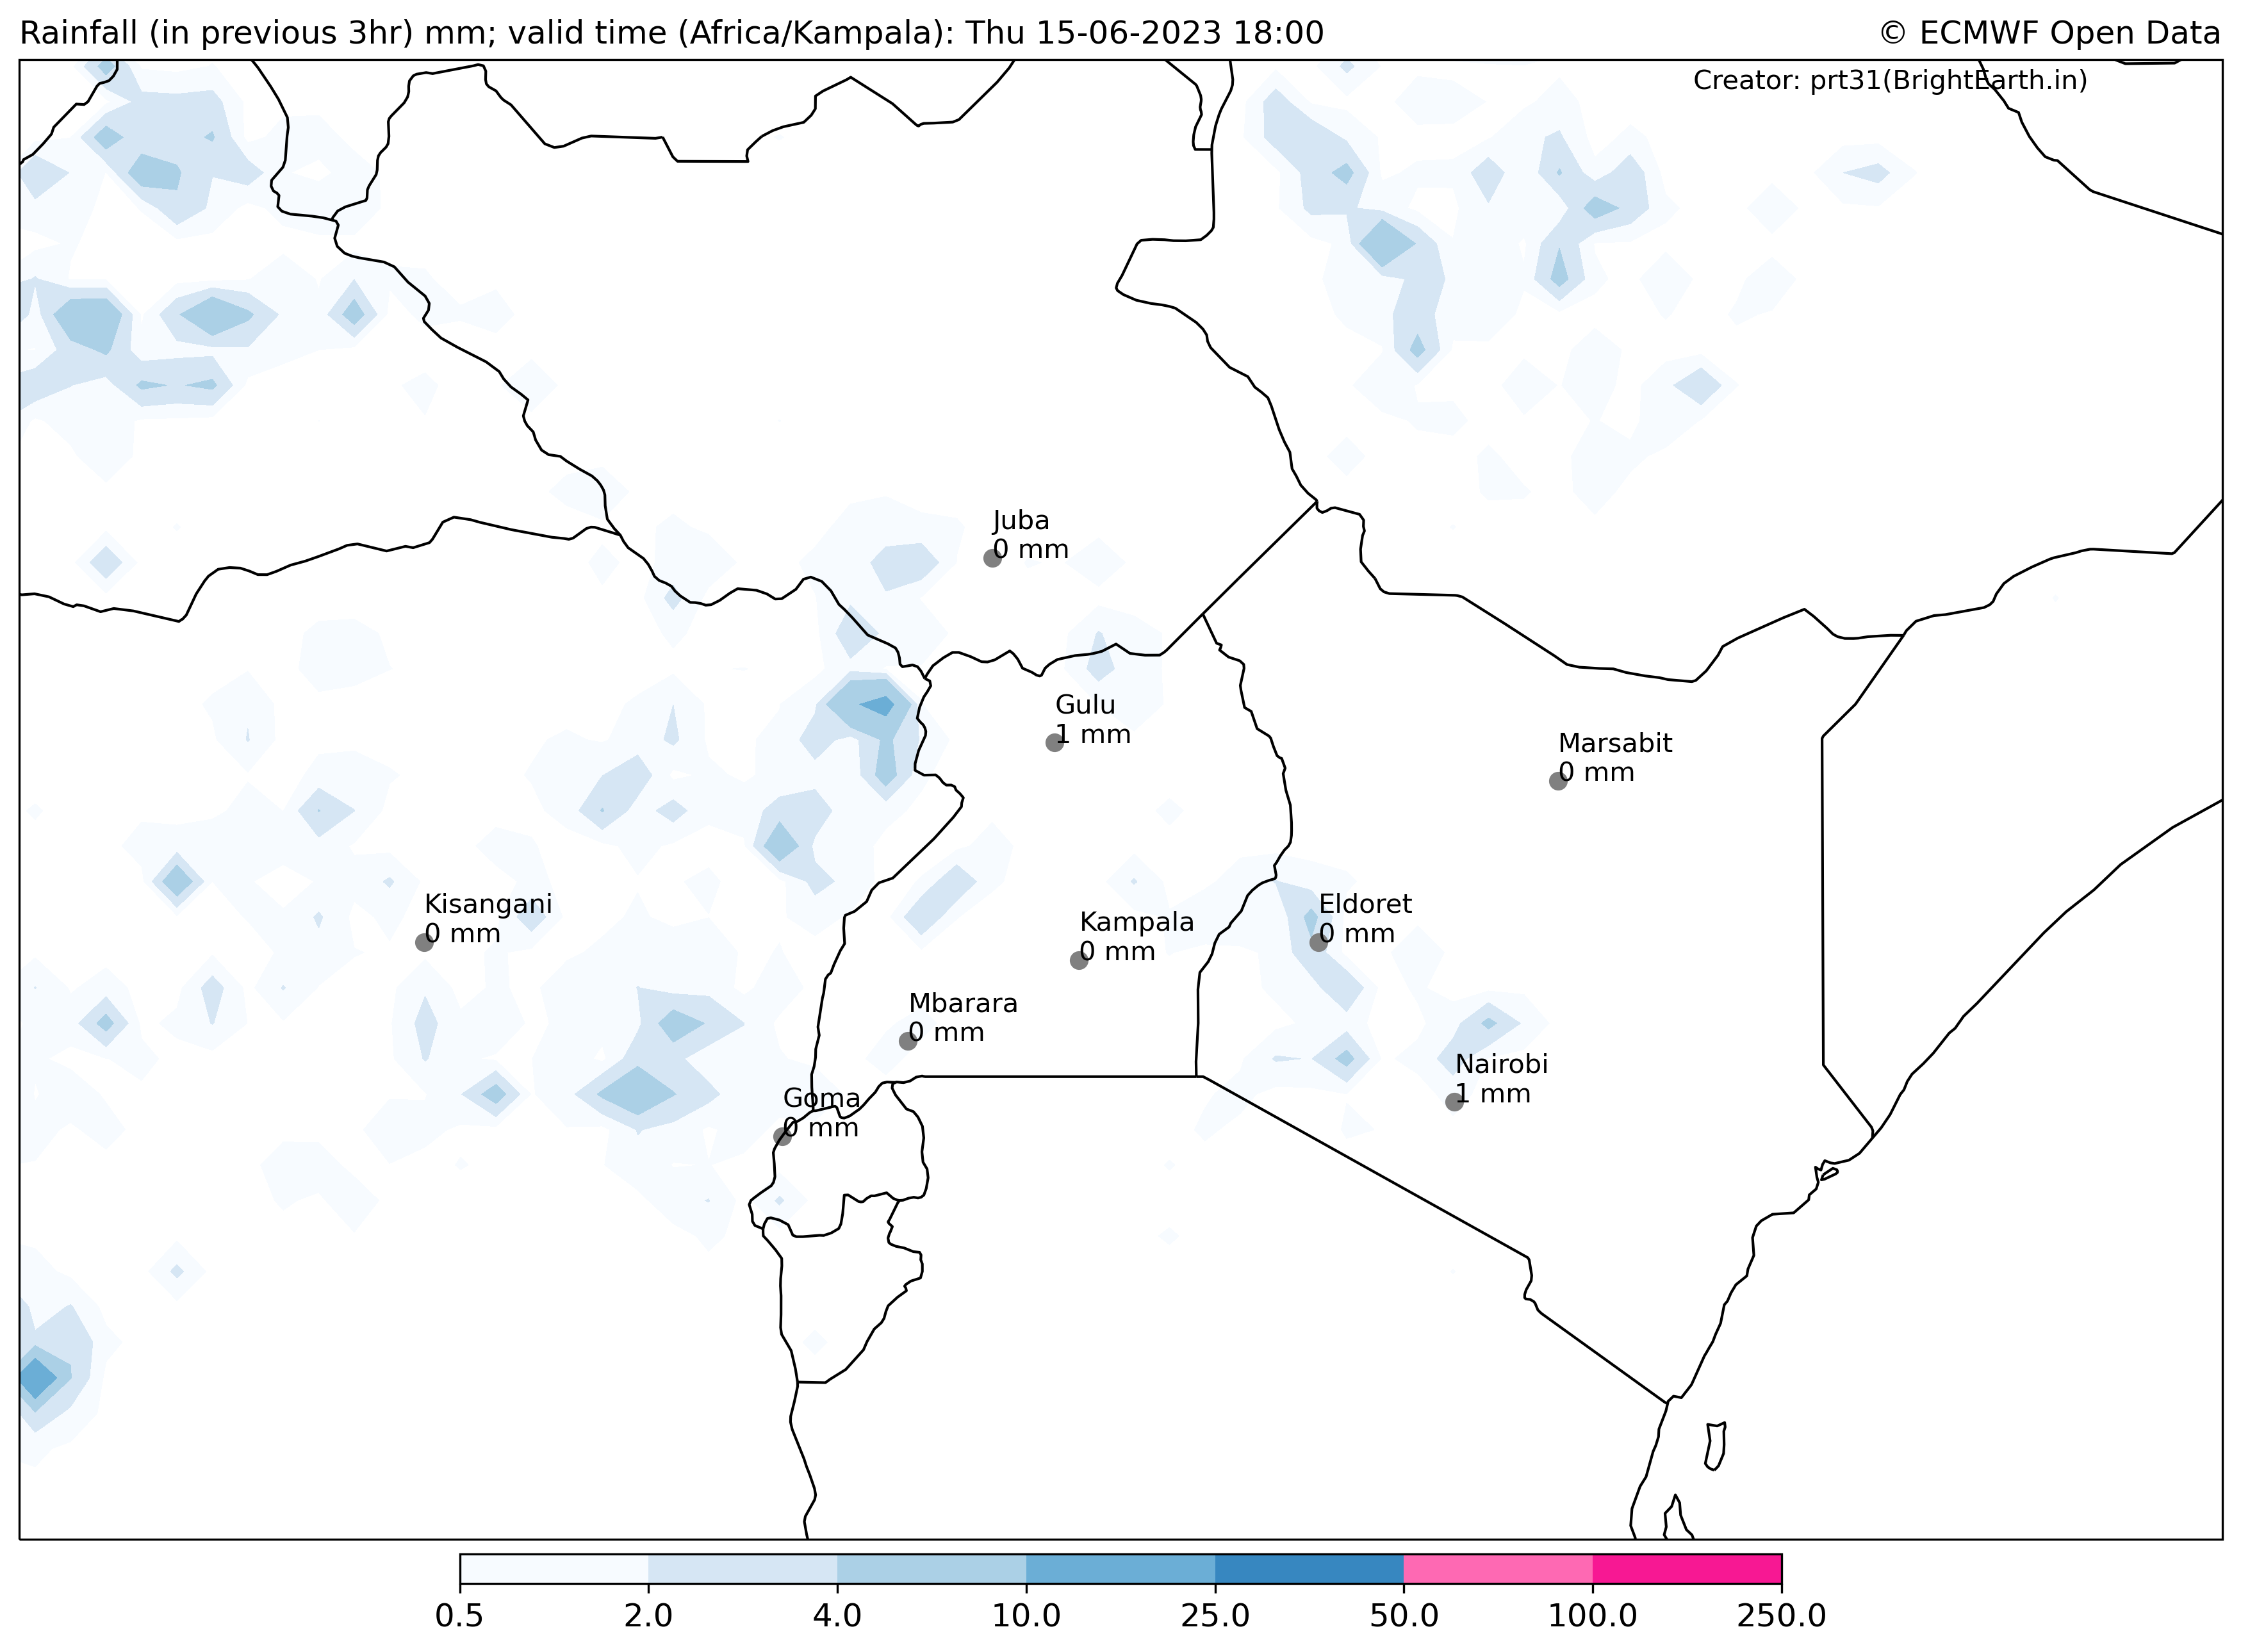 Rainfall (in previous 3hr) mm; valid time (Africa/Kampala): Thu 15-06-2023 18:00
© ECMWF Open Data
Creator: prt31(BrightEarth.in)
Juba
0 mm
Gulu
1 mm
Marsabit
0 mm
Kisangani
0 mm
Eldoret
0 mm
Kampala
0 mm
Mbarara
0 mm
Nairobi
1 mm
Goma
0 mm
0.5 2.0 4.0 10.0 25.0 50.0 100.0 250.0